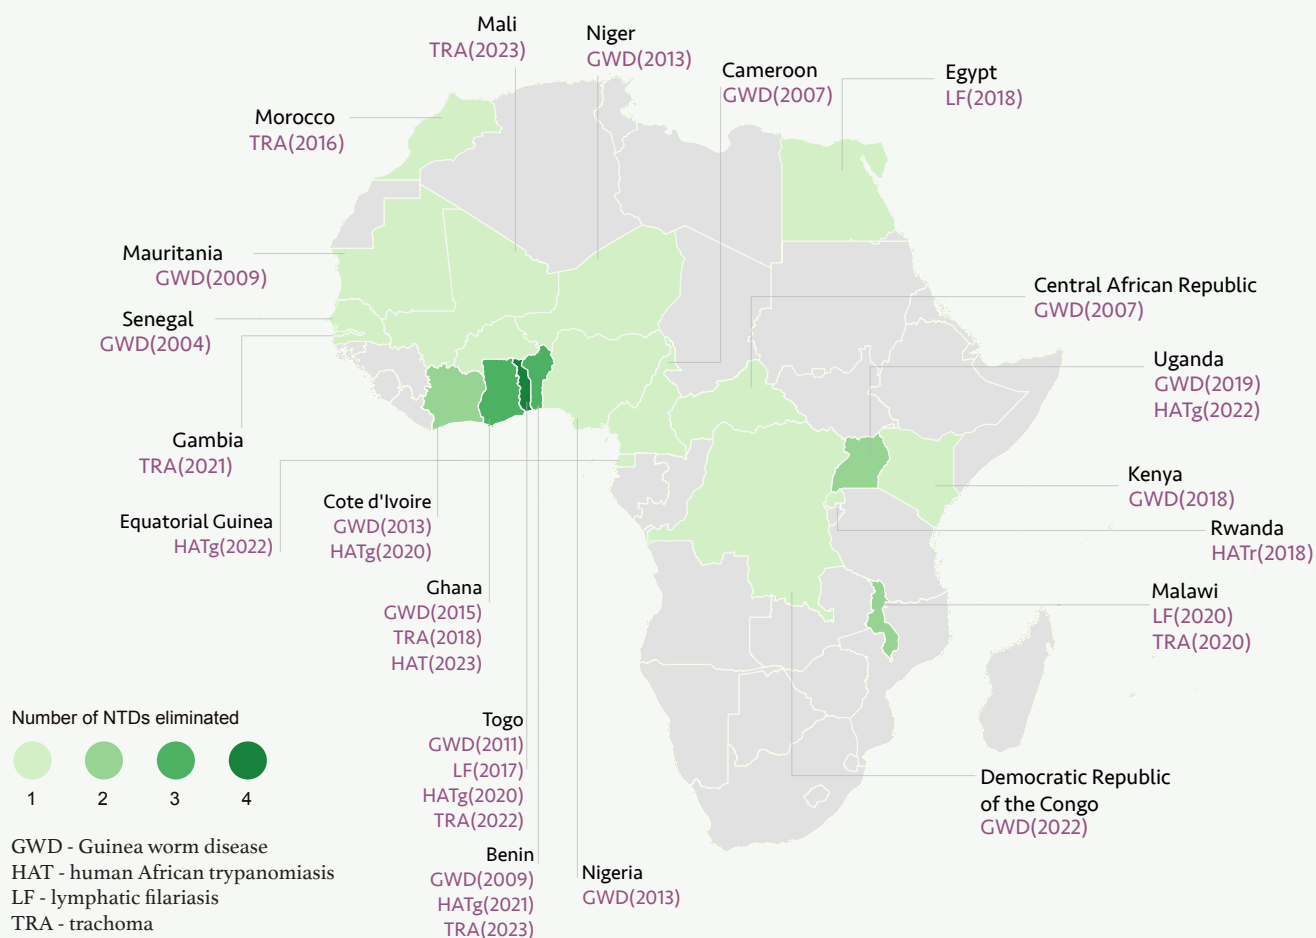 Mali
TRA(2023)
Niger
GWD(2013)
Cameroon
GWD(2007)
Egypt
LF(2018)
Morocco
TRA(2016)
Mauritania
GWD(2009)
Senegal
GWD(2004)
Gambia
TRA(2021)
Equatorial Guinea
HATg(2022)
Cote d'Ivoire
GWD(2013)
HATg(2020)
Ghana
GWD(2015)
TRA(2018)
HAT(2023)
Togo
GWD(2011)
LF(2017)
HATg(2020)
TRA(2022)
Benin
GWD(2009)
HATg(2021)
TRA(2023)
Nigeria
GWD(2013)
Central African Republic
GWD(2007)
Uganda
GWD(2019)
HATg(2022)
Kenya
GWD(2018)
Rwanda
HATr(2018)
Malawi
LF(2020)
TRA(2020)
Democratic Republic
of the Congo
GWD(2022)
Number of NTDs eliminated
1 2 3 4
GWD - Guinea worm disease
HAT - human African trypanomiasis
LF - lymphatic filariasis
TRA - trachoma